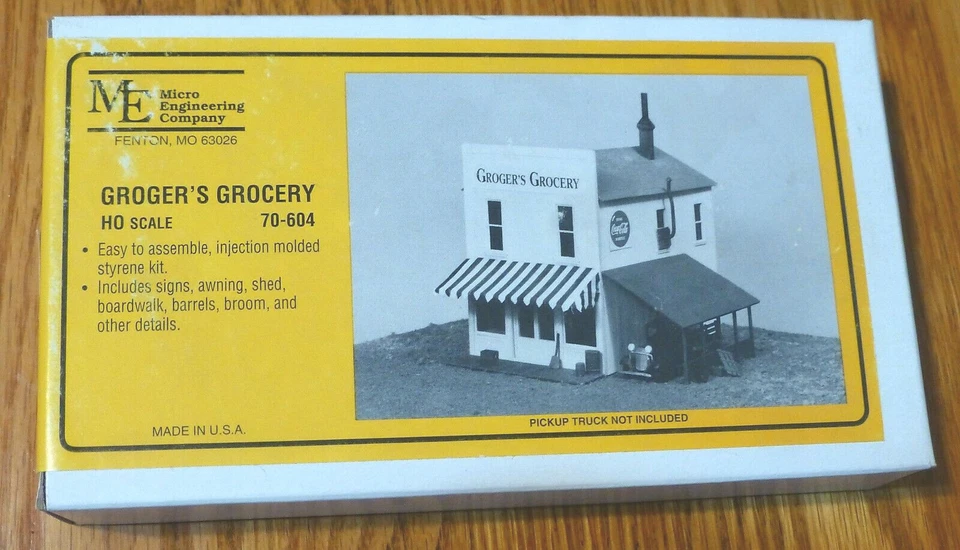 ME Micro
Engineering
Company
FENTON, MO 63026
GROGER'S GROCERY
HO SCALE 70-604
• Easy to assemble, injection molded
styrene kit.
• Includes signs, awning, shed,
boardwalk, barrels, broom, and
other details.
MADE IN U.S.A.
GROGER'S GROCERY
Coca-Cola
PICKUP TRUCK NOT INCLUDED